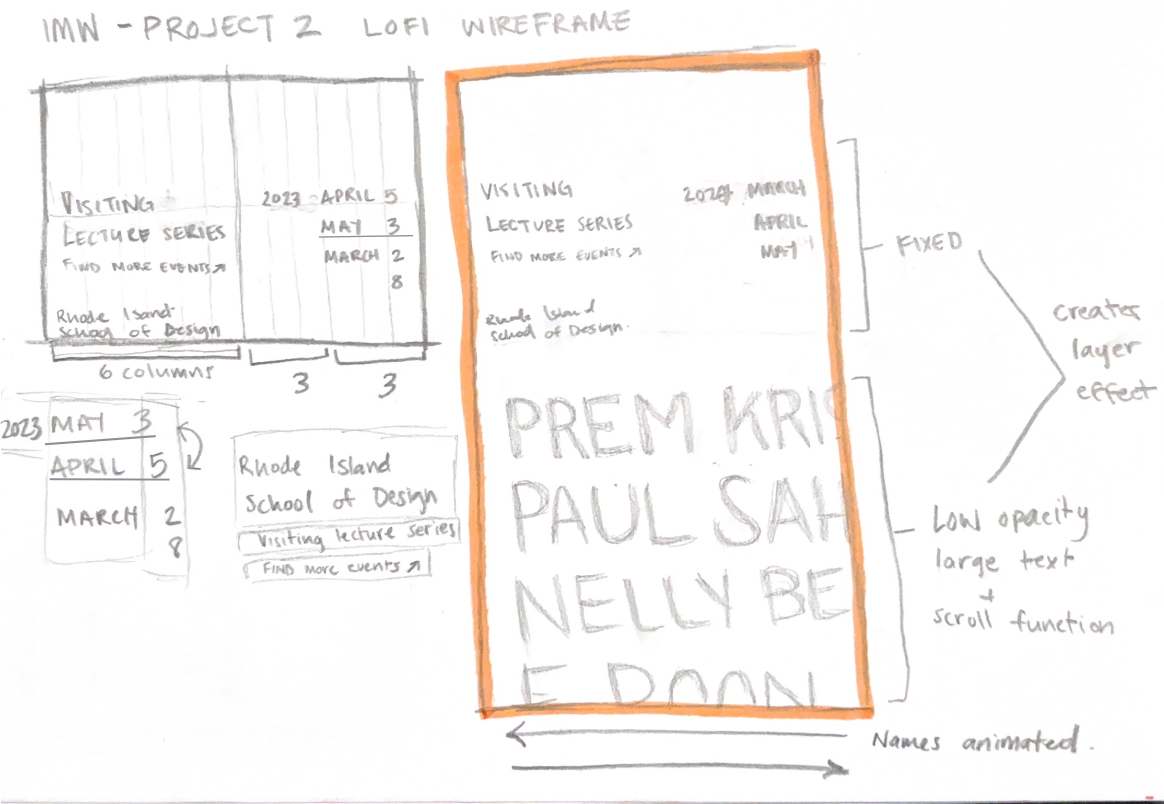 IMW - PROJECT 2 LOFI WIREFRAME
VISITING
LECTURE SERIES
FIND MORE EVENTS↗
Rhode Island
School of Design
2023 APRIL 5
MAY 3
MARCH 2
8
6 columns
3
3
2023 MAY 3
APRIL 5
MARCH 2
8
Rhode Island
School of Design
Visiting lecture series
FIND MORE EVENTS ↗
VISITING
LECTURE SERIES
FIND MORE EVENTS ↗
Rhode Island
School of Design.
MARCH
APRIL
MAY
PREM KRIS
PAUL SAH
NELLY BE
FIXED
creates
layer
effect
Low opacity
large text
+
scroll function
Names animated.